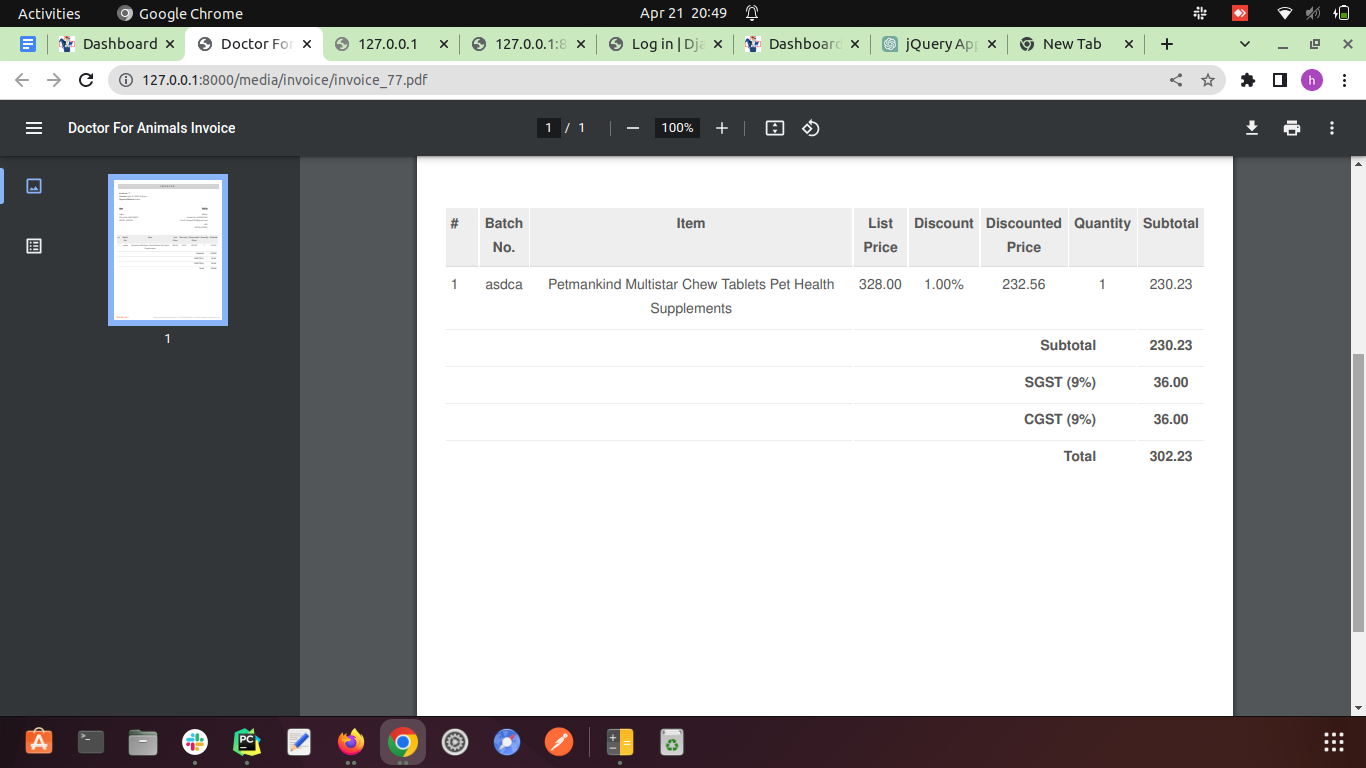 Activities Google Chrome Apr 21 20:49
Dashboard Doctor For 127.0.0.1 127.0.0.1:8 Log in | Dja Dashboard jQuery App New Tab
127.0.0.1:8000/media/invoice/invoice_77.pdf h
Doctor For Animals Invoice 1 / 1 100%
# Batch No. Item List Price Discount Discounted Price Quantity Subtotal
1 asdca Petmankind Multistar Chew Tablets Pet Health 328.00 1.00% 232.56 1 230.23
Supplements
Subtotal 230.23
SGST (9%) 36.00
CGST (9%) 36.00
Total 302.23
1